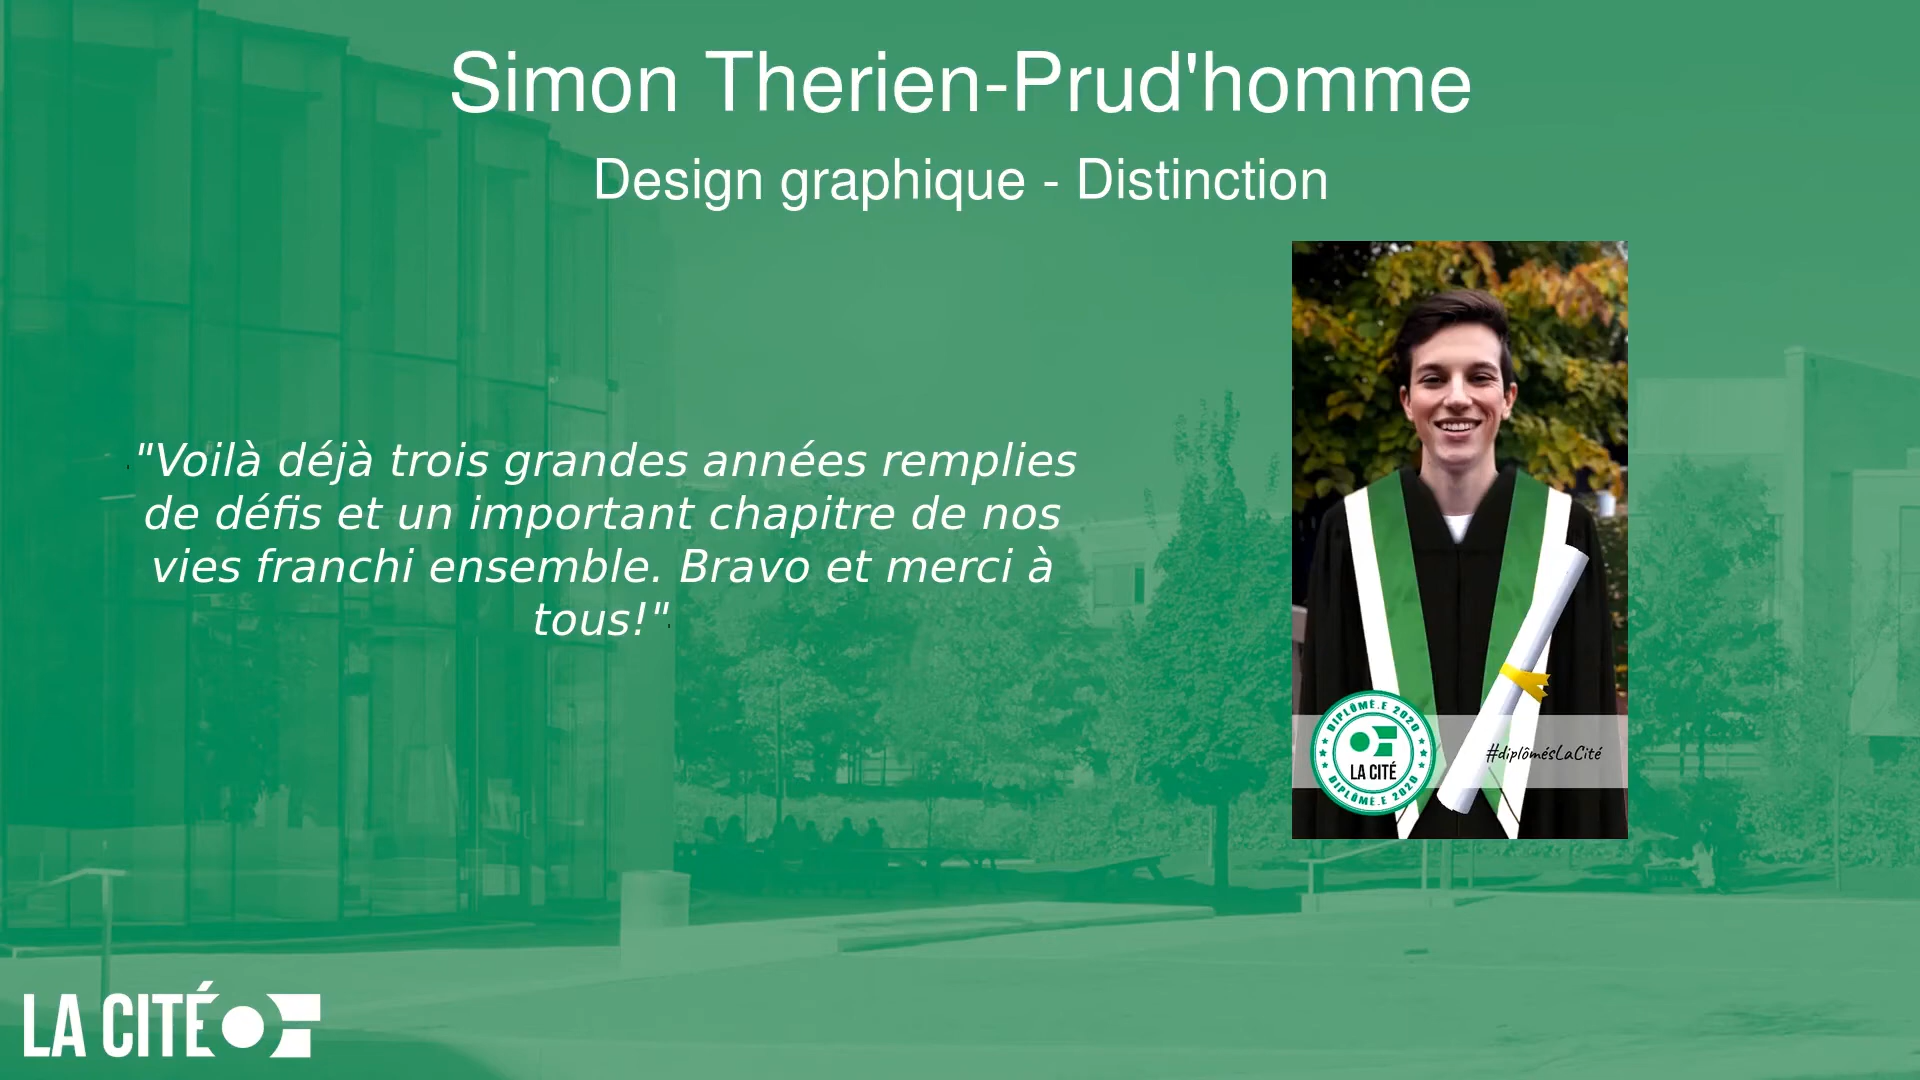 Simon Therien-Prud'homme
Design graphique - Distinction
"Voilà déjà trois grandes années remplies
de défis et un important chapitre de nos
vies franchi ensemble. Bravo et merci à
tous!"
DIPLÔMÉ.E 2020
LA CITÉ
DIPLÔMÉ.E 2020
#diplômésLaCité
LA CITÉ